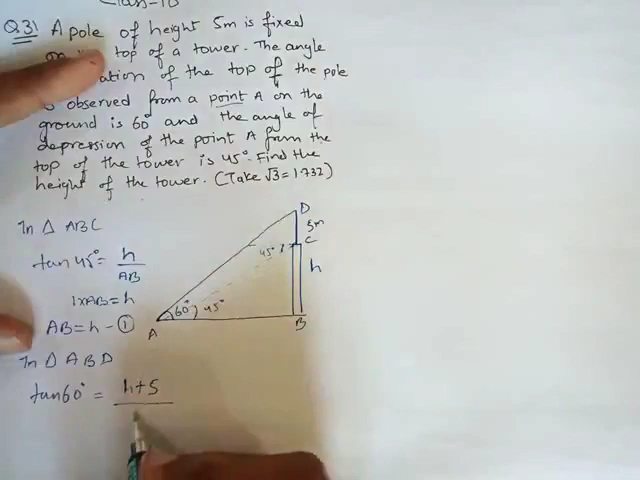 Class-10
Q.31 A pole of height 5m is fixed
top of a tower. The angle
ation of the top of the pole
observed from a point A on the
ground is 60° and the angle of
depression of the point A from the
top of the tower is 45°. Find the
height of the tower. (Take √3 = 1.732)
In Δ ABC
tan 45° = h/AB
1×AB = h
AB = h - ①
In Δ ABD
tan 60° = h+5
D
5m
C
45°
h
60°
45°
A
B